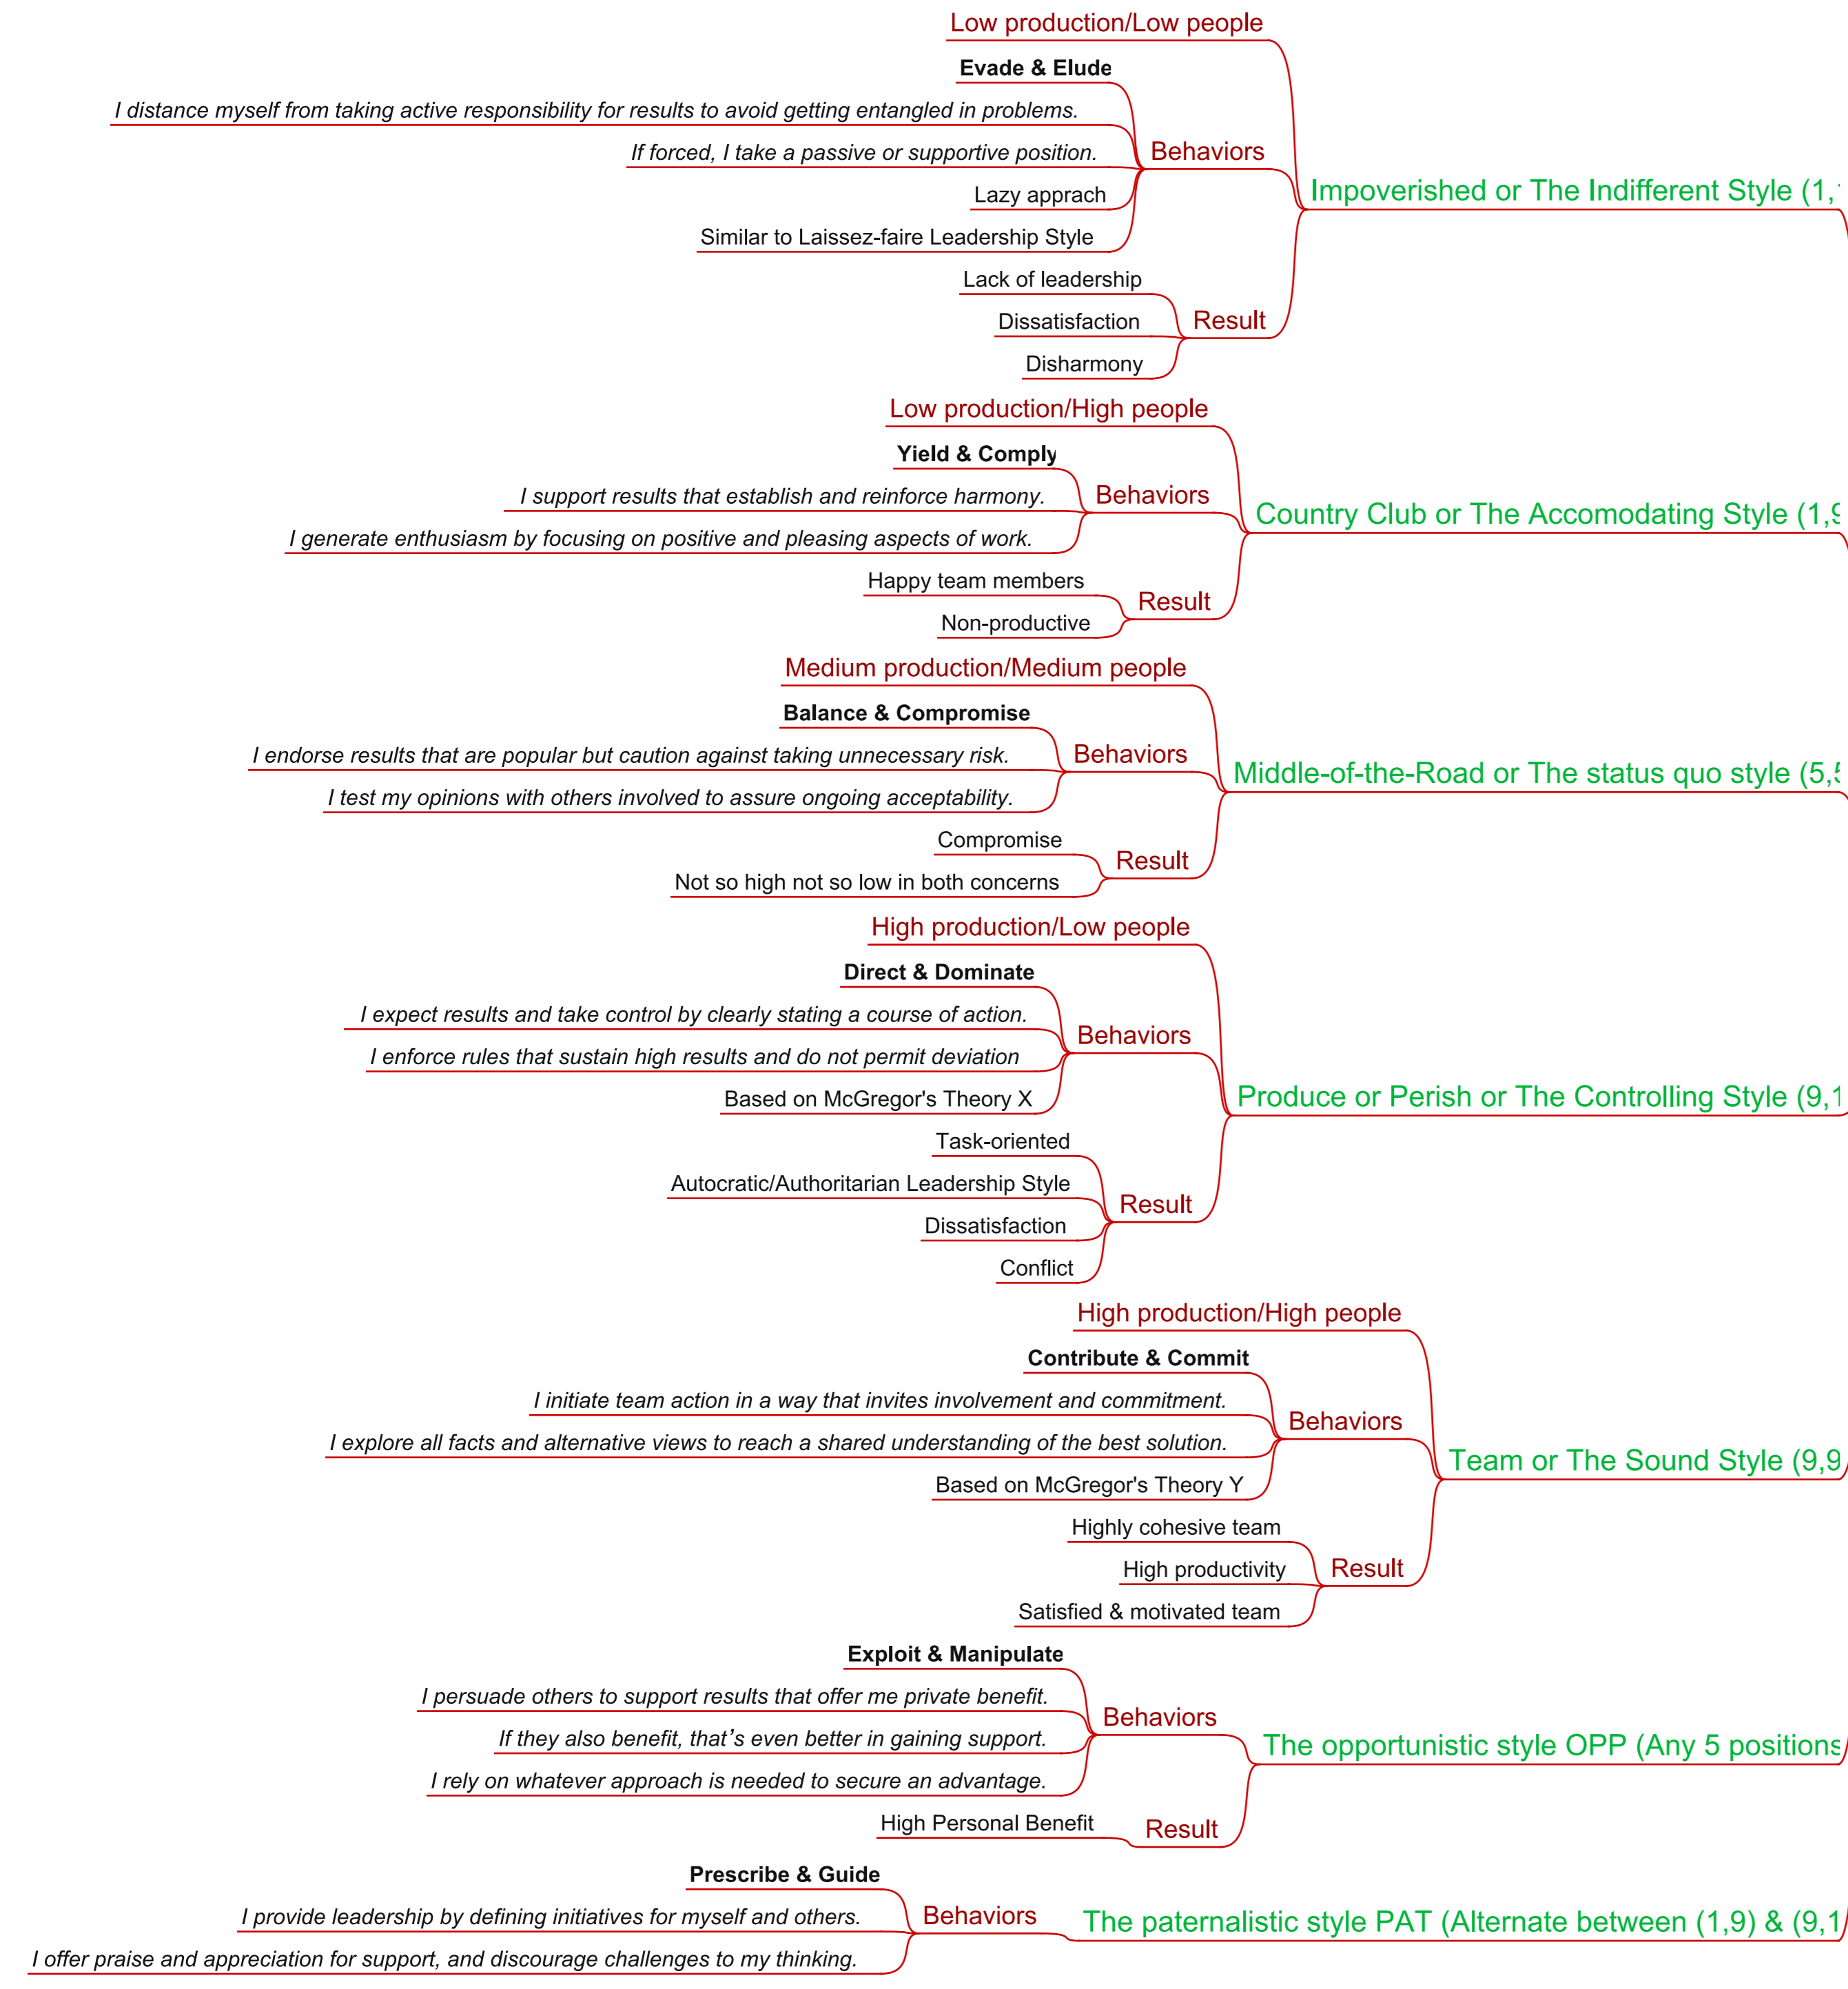 Low production/Low people
Evade & Elude
I distance myself from taking active responsibility for results to avoid getting entangled in problems.
If forced, I take a passive or supportive position.
Behaviors
Lazy apprach
Similar to Laissez-faire Leadership Style
Impoverished or The Indifferent Style (1,
Lack of leadership
Dissatisfaction
Result
Disharmony
Low production/High people
Yield & Comply
I support results that establish and reinforce harmony.
Behaviors
I generate enthusiasm by focusing on positive and pleasing aspects of work.
Country Club or The Accomodating Style (1,9
Happy team members
Result
Non-productive
Medium production/Medium people
Balance & Compromise
I endorse results that are popular but caution against taking unnecessary risk.
Behaviors
I test my opinions with others involved to assure ongoing acceptability.
Middle-of-the-Road or The status quo style (5,5
Compromise
Result
Not so high not so low in both concerns
High production/Low people
Direct & Dominate
I expect results and take control by clearly stating a course of action.
I enforce rules that sustain high results and do not permit deviation
Behaviors
Based on McGregor's Theory X
Produce or Perish or The Controlling Style (9,1
Task-oriented
Autocratic/Authoritarian Leadership Style
Result
Dissatisfaction
Conflict
High production/High people
Contribute & Commit
I initiate team action in a way that invites involvement and commitment.
Behaviors
I explore all facts and alternative views to reach a shared understanding of the best solution.
Based on McGregor's Theory Y
Team or The Sound Style (9,9
Highly cohesive team
High productivity
Result
Satisfied & motivated team
Exploit & Manipulate
I persuade others to support results that offer me private benefit.
Behaviors
If they also benefit, that’s even better in gaining support.
I rely on whatever approach is needed to secure an advantage.
The opportunistic style OPP (Any 5 positions
High Personal Benefit
Result
Prescribe & Guide
I provide leadership by defining initiatives for myself and others.
Behaviors
I offer praise and appreciation for support, and discourage challenges to my thinking.
The paternalistic style PAT (Alternate between (1,9) & (9,1